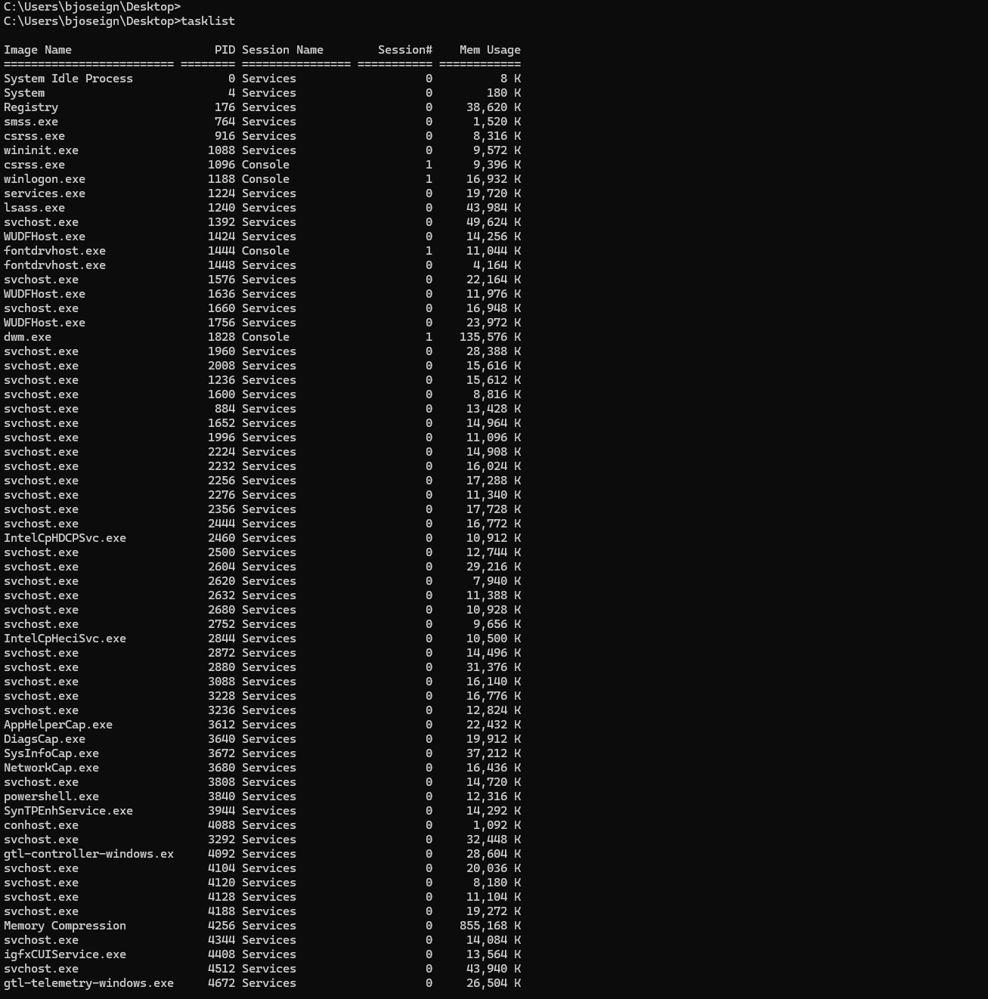 C:\Users\bjoseign\Desktop>
C:\Users\bjoseign\Desktop>tasklist

Image Name                     PID Session Name        Session#    Mem Usage
========================= ======== ================ =========== ============
System Idle Process              0 Services                   0          8 K
System                           4 Services                   0        180 K
Registry                       176 Services                   0     38,620 K
smss.exe                       764 Services                   0      1,520 K
csrss.exe                      916 Services                   0      8,316 K
wininit.exe                   1088 Services                   0      9,572 K
csrss.exe                     1096 Console                    1      9,396 K
winlogon.exe                  1188 Console                    1     16,932 K
services.exe                  1224 Services                   0     19,720 K
lsass.exe                     1240 Services                   0     43,984 K
svchost.exe                   1392 Services                   0     49,624 K
WUDFHost.exe                  1424 Services                   0     14,256 K
fontdrvhost.exe               1444 Console                    1     11,044 K
fontdrvhost.exe               1448 Services                   0      4,164 K
svchost.exe                   1576 Services                   0     22,164 K
WUDFHost.exe                  1636 Services                   0     11,976 K
svchost.exe                   1660 Services                   0     16,948 K
WUDFHost.exe                  1756 Services                   0     23,972 K
dwm.exe                       1828 Console                    1    135,576 K
svchost.exe                   1960 Services                   0     28,388 K
svchost.exe                   2008 Services                   0     15,616 K
svchost.exe                   1236 Services                   0     15,612 K
svchost.exe                   1600 Services                   0      8,816 K
svchost.exe                    884 Services                   0     13,428 K
svchost.exe                   1652 Services                   0     14,964 K
svchost.exe                   1996 Services                   0     11,096 K
svchost.exe                   2224 Services                   0     14,908 K
svchost.exe                   2232 Services                   0     16,024 K
svchost.exe                   2256 Services                   0     17,288 K
svchost.exe                   2276 Services                   0     11,340 K
svchost.exe                   2356 Services                   0     17,728 K
svchost.exe                   2444 Services                   0     16,772 K
IntelCpHDCPSvc.exe            2460 Services                   0     10,912 K
svchost.exe                   2500 Services                   0     12,744 K
svchost.exe                   2604 Services                   0     29,216 K
svchost.exe                   2620 Services                   0      7,940 K
svchost.exe                   2632 Services                   0     11,388 K
svchost.exe                   2680 Services                   0     10,928 K
svchost.exe                   2752 Services                   0      9,656 K
IntelCpHeciSvc.exe            2844 Services                   0     10,500 K
svchost.exe                   2872 Services                   0     14,496 K
svchost.exe                   2880 Services                   0     31,376 K
svchost.exe                   3088 Services                   0     16,140 K
svchost.exe                   3228 Services                   0     16,776 K
svchost.exe                   3236 Services                   0     12,824 K
AppHelperCap.exe              3612 Services                   0     22,432 K
DiagsCap.exe                  3640 Services                   0     19,912 K
SysInfoCap.exe                3672 Services                   0     37,212 K
NetworkCap.exe                3680 Services                   0     16,436 K
svchost.exe                   3808 Services                   0     14,720 K
powershell.exe                3840 Services                   0     12,316 K
SynTPEnhService.exe           3944 Services                   0     14,292 K
conhost.exe                   4088 Services                   0      1,092 K
svchost.exe                   3292 Services                   0     32,448 K
gtl-controller-windows.ex     4092 Services                   0     28,604 K
svchost.exe                   4104 Services                   0     20,036 K
svchost.exe                   4120 Services                   0      8,180 K
svchost.exe                   4128 Services                   0     11,104 K
svchost.exe                   4188 Services                   0     19,272 K
Memory Compression            4256 Services                   0    855,168 K
svchost.exe                   4344 Services                   0     14,084 K
igfxCUIService.exe            4408 Services                   0     13,564 K
svchost.exe                   4512 Services                   0     43,940 K
gtl-telemetry-windows.exe     4672 Services                   0     26,504 K